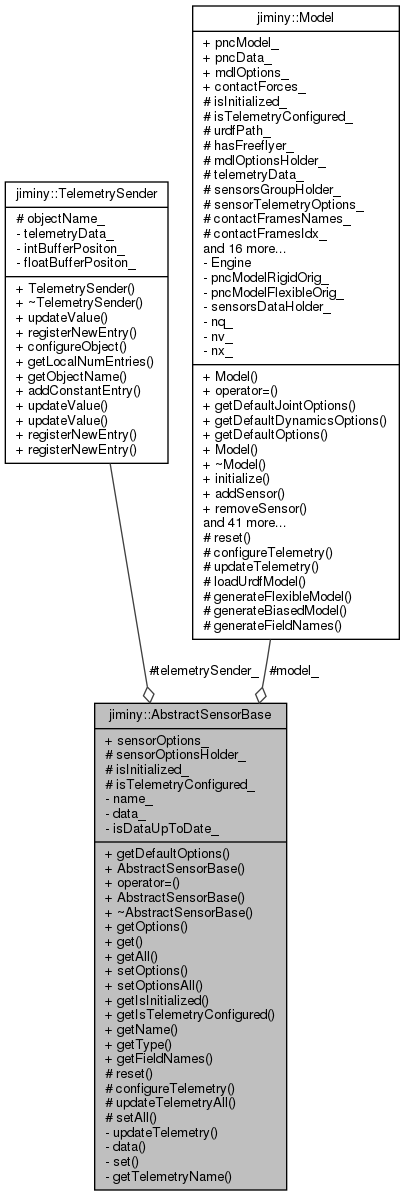 jiminy::Model
+ pncModel_
+ pncData_
+ mdlOptions_
+ contactForces_
# isInitialized_
# isTelemetryConfigured_
# urdfPath_
# hasFreeflyer_
# mdlOptionsHolder_
# telemetryData_
# sensorsGroupHolder_
# sensorTelemetryOptions_
# contactFramesNames_
# contactFramesIdx_
and 16 more...
- Engine
- pncModelRigidOrig_
- pncModelFlexibleOrig_
- sensorsDataHolder_
- nq_
- nv_
- nx_
+ Model()
+ operator=()
+ getDefaultJointOptions()
+ getDefaultDynamicsOptions()
+ getDefaultOptions()
+ Model()
+ ~Model()
+ initialize()
+ addSensor()
+ removeSensor()
and 41 more...
# reset()
# configureTelemetry()
# updateTelemetry()
# loadUrdfModel()
# generateFlexibleModel()
# generateBiasedModel()
# generateFieldNames()
jiminy::TelemetrySender
# objectName_
- telemetryData_
- intBufferPositon_
- floatBufferPositon_
+ TelemetrySender()
+ ~TelemetrySender()
+ updateValue()
+ registerNewEntry()
+ configureObject()
+ getLocalNumEntries()
+ getObjectName()
+ addConstantEntry()
+ updateValue()
+ updateValue()
+ registerNewEntry()
+ registerNewEntry()
#telemetrySender_
#model_
jiminy::AbstractSensorBase
+ sensorOptions_
# sensorOptionsHolder_
# isInitialized_
# isTelemetryConfigured_
- name_
- data_
- isDataUpToDate_
+ getDefaultOptions()
+ AbstractSensorBase()
+ operator=()
+ AbstractSensorBase()
+ ~AbstractSensorBase()
+ getOptions()
+ get()
+ getAll()
+ setOptions()
+ setOptionsAll()
+ getIsInitialized()
+ getIsTelemetryConfigured()
+ getName()
+ getType()
+ getFieldNames()
# reset()
# configureTelemetry()
# updateTelemetryAll()
# setAll()
- updateTelemetry()
- data()
- set()
- getTelemetryName()